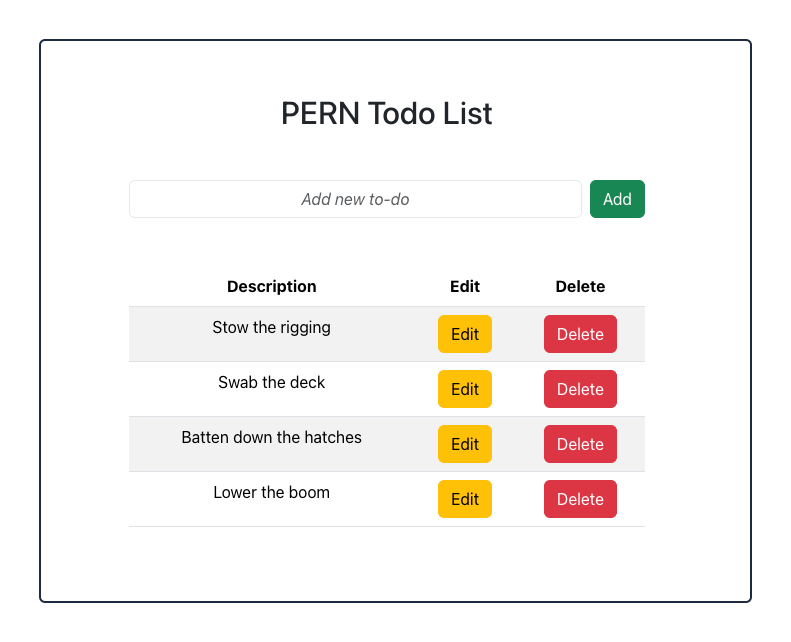 PERN Todo List
Add new to-do Add
Description Edit Delete
Stow the rigging Edit Delete
Swab the deck Edit Delete
Batten down the hatches Edit Delete
Lower the boom Edit Delete